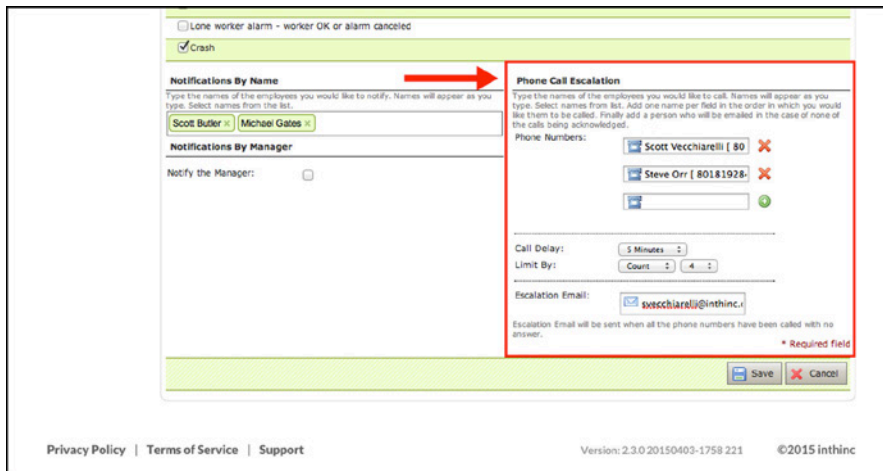 Lone worker alarm - worker OK or alarm canceled
Crash
Notifications By Name
Type the names of the employees you would like to notify. Names will appear as you
type. Select names from the list.
Scott Butler × Michael Gates ×
Notifications By Manager
Notify the Manager:
Phone Call Escalation
Type the names of the employees you would like to call. Names will appear as you
type. Select names from list. Add one name per field in the order in which you would
like them to be called. Finally add a person who will be emailed in the case of none of
the calls being acknowledged.
Phone Numbers:
Scott Vecchiarelli [ 80
Steve Orr [ 80181928
Call Delay: 5 Minutes
Limit By: Count 4
Escalation Email: svecchiarelli@inthinc.
Escalation Email will be sent when all the phone numbers have been called with no
answer.
* Required field
Save Cancel
Privacy Policy | Terms of Service | Support Version: 2.3.0 20150403-1758 221 ©2015 inthinc